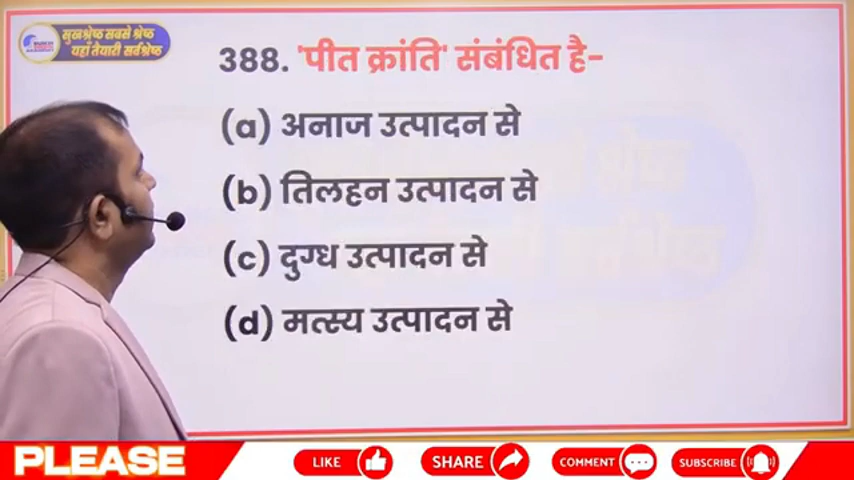 सुखश्रेष्ठ सबसे श्रेष्ठ
यहाँ तैयारी सर्वश्रेष्ठ
388. 'पीत क्रांति' संबंधित है-
(a) अनाज उत्पादन से
(b) तिलहन उत्पादन से
(c) दुग्ध उत्पादन से
(d) मत्स्य उत्पादन से
PLEASE
LIKE
SHARE
COMMENT
SUBSCRIBE